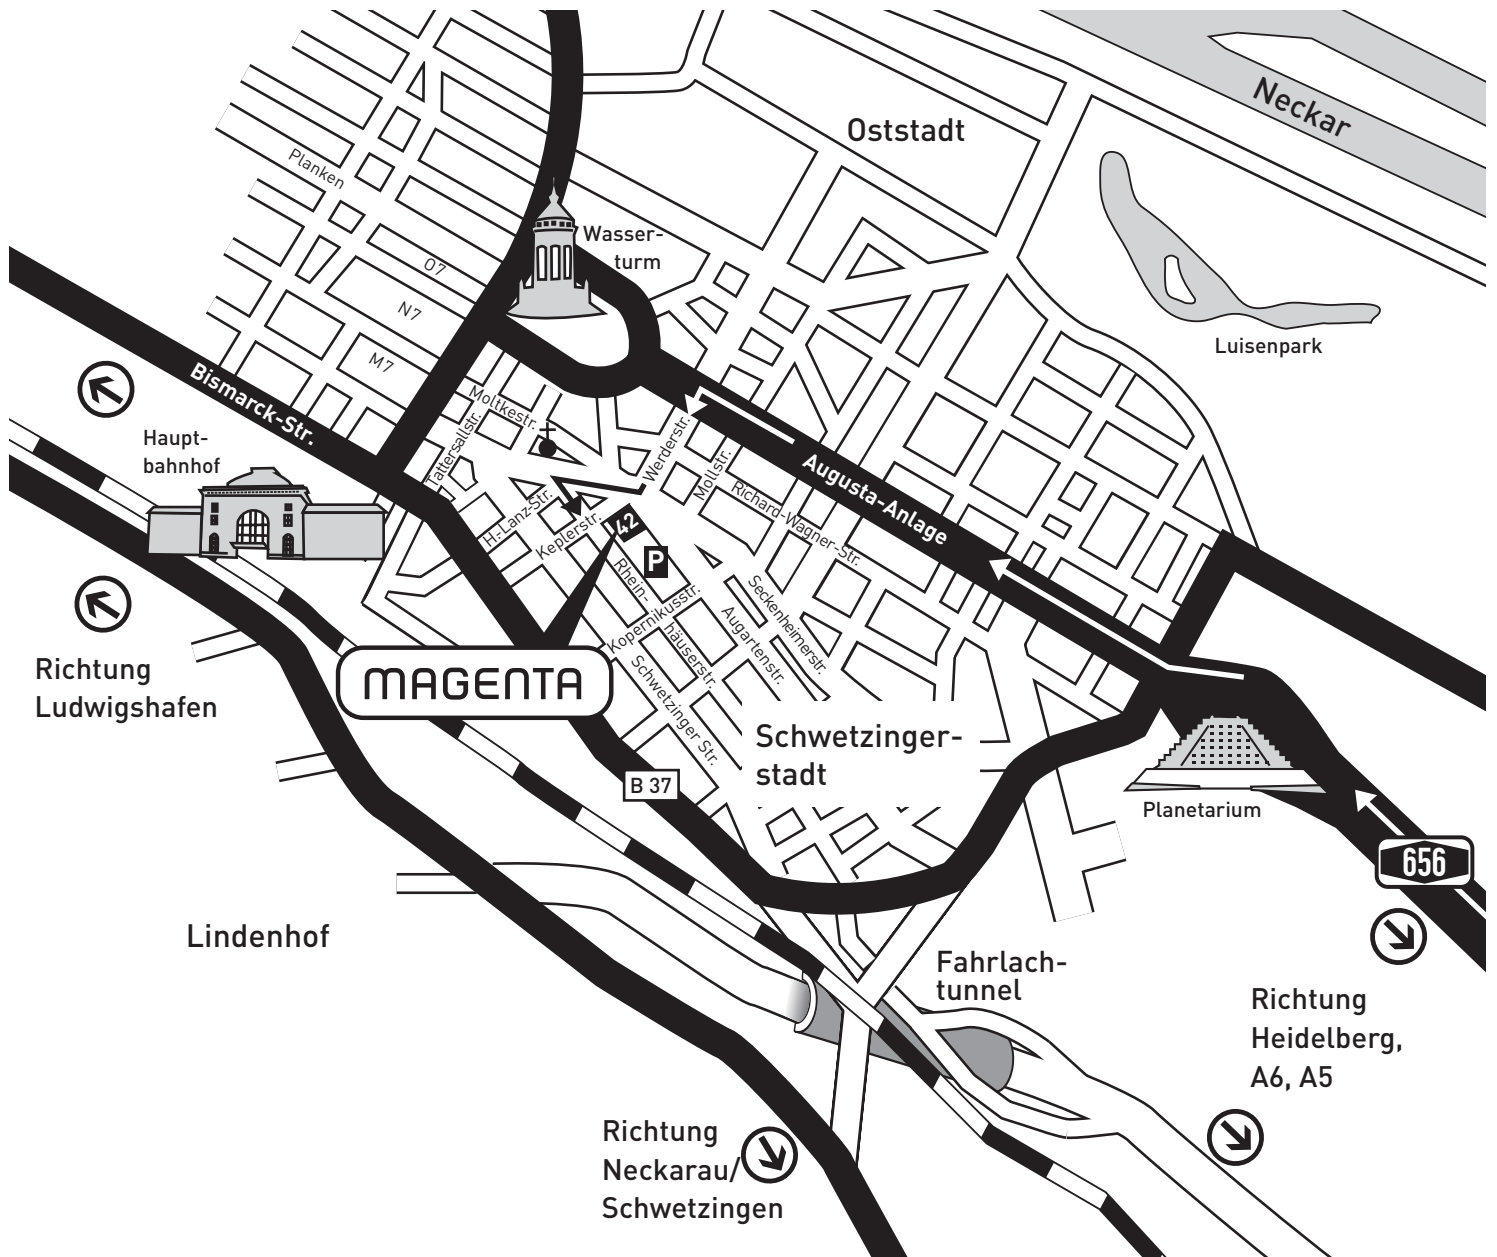 Neckar
Oststadt
Planken
Wasser-
turm
O7
N7
M7
Luisenpark
Bismarck-Str.
Moltkestr.
Tattersallstr.
Haupt-
bahnhof
Werderstr.
Mollstr.
Augusta-Anlage
Richard-Wagner-Str.
H.-Lanz-Str.
Keplerstr.
42
P
Rhein-
häuserstr.
Kopernikusstr.
Seckenheimerstr.
Augartenstr.
Schwetzinger Str.
Richtung
Ludwigshafen
MAGENTA
Schwetzinger-
stadt
B 37
Planetarium
656
Lindenhof
Fahrlach-
tunnel
Richtung
Heidelberg,
A6, A5
Richtung
Neckarau/
Schwetzingen